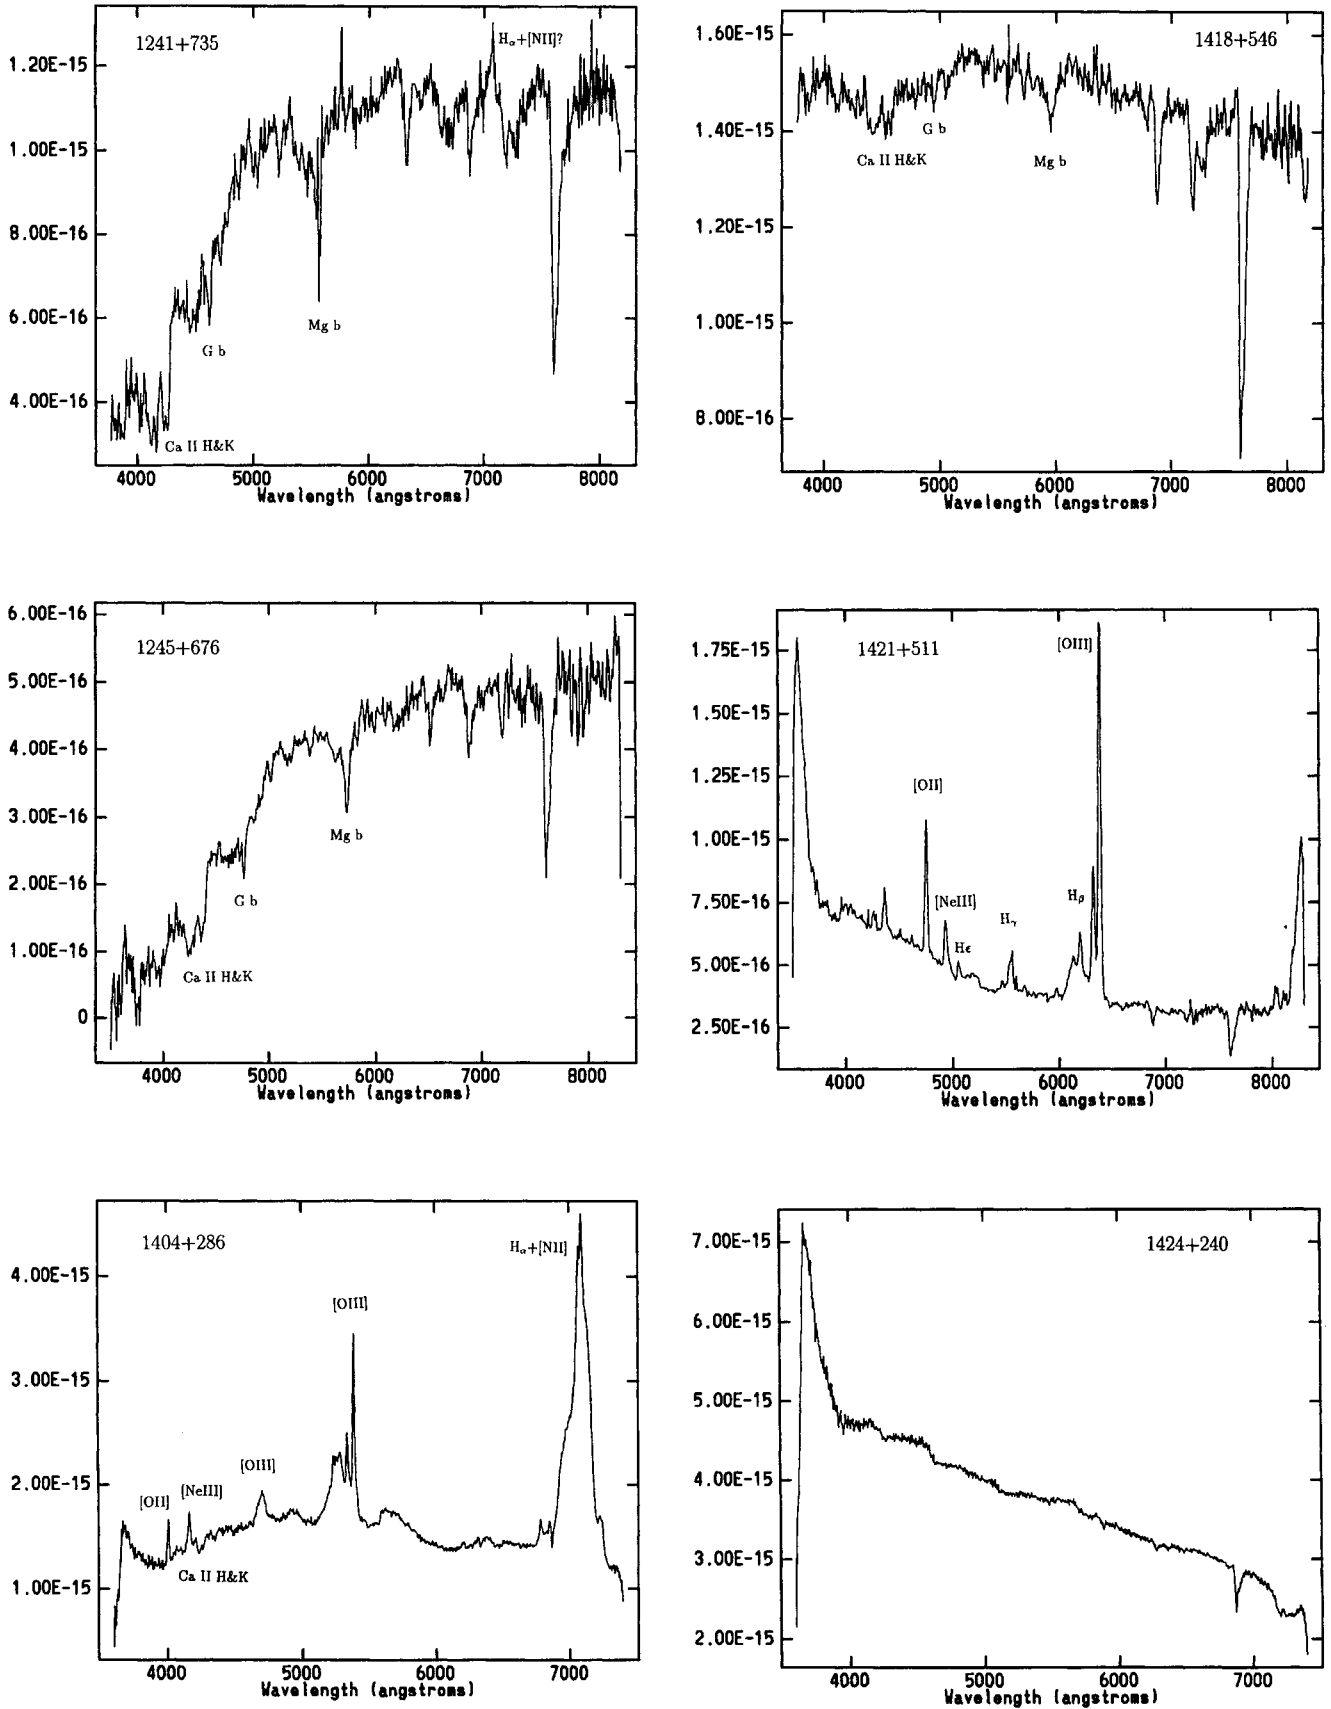 1241+735
Hα+[NII]?
1.20E-15
1.00E-15
8.00E-16
6.00E-16
4.00E-16
Mg b
G b
Ca II H&K
4000 5000 6000 7000 8000
Wavelength (angstroms)
1418+546
1.60E-15
1.40E-15
1.20E-15
1.00E-15
8.00E-16
G b
Ca II H&K
Mg b
4000 5000 6000 7000 8000
Wavelength (angstroms)
1245+676
6.00E-16
5.00E-16
4.00E-16
3.00E-16
2.00E-16
1.00E-16
0
Mg b
G b
Ca II H&K
4000 5000 6000 7000 8000
Wavelength (angstroms)
1421+511
[OIII]
1.75E-15
1.50E-15
1.25E-15
1.00E-15
7.50E-16
5.00E-16
2.50E-16
[OII]
[NeIII]
Hϵ
Hγ
Hβ
4000 5000 6000 7000 8000
Wavelength (angstroms)
1404+286
Hα+[NII]
4.00E-15
3.00E-15
2.00E-15
1.00E-15
[OIII]
[OIII]
[NeIII]
[OII]
Ca II H&K
4000 5000 6000 7000
Wavelength (angstroms)
1424+240
7.00E-15
6.00E-15
5.00E-15
4.00E-15
3.00E-15
2.00E-15
4000 5000 6000 7000
Wavelength (angstroms)